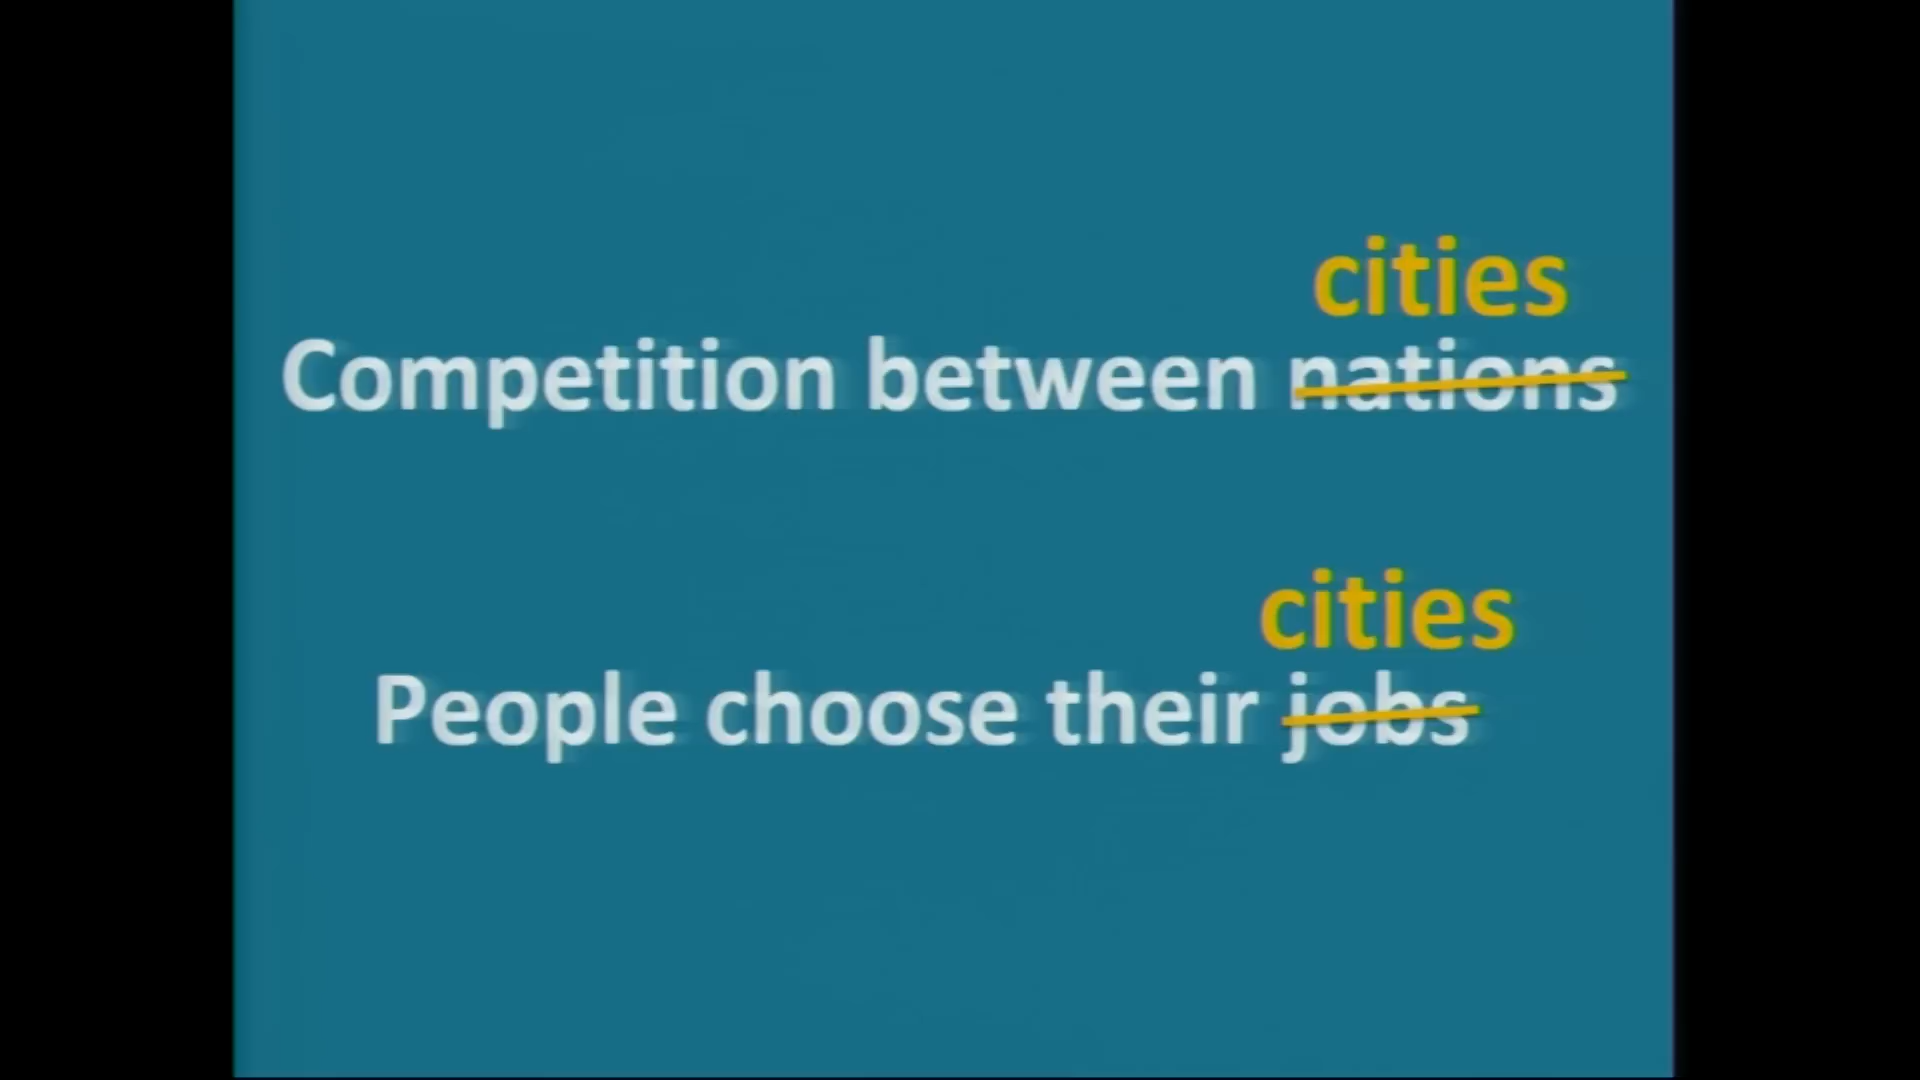 cities
Competition between nations
cities
People choose their jobs